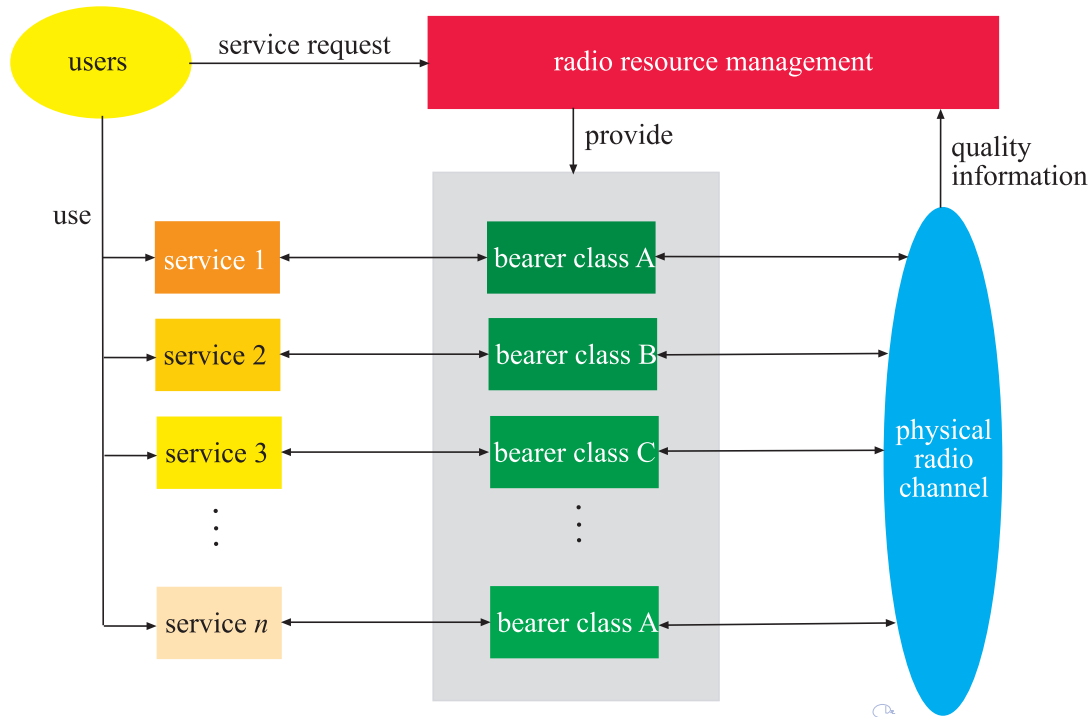 users
service request
radio resource management
provide
quality
information
use
service 1
bearer class A
service 2
bearer class B
service 3
bearer class C
physical
radio
channel
service n
bearer class A